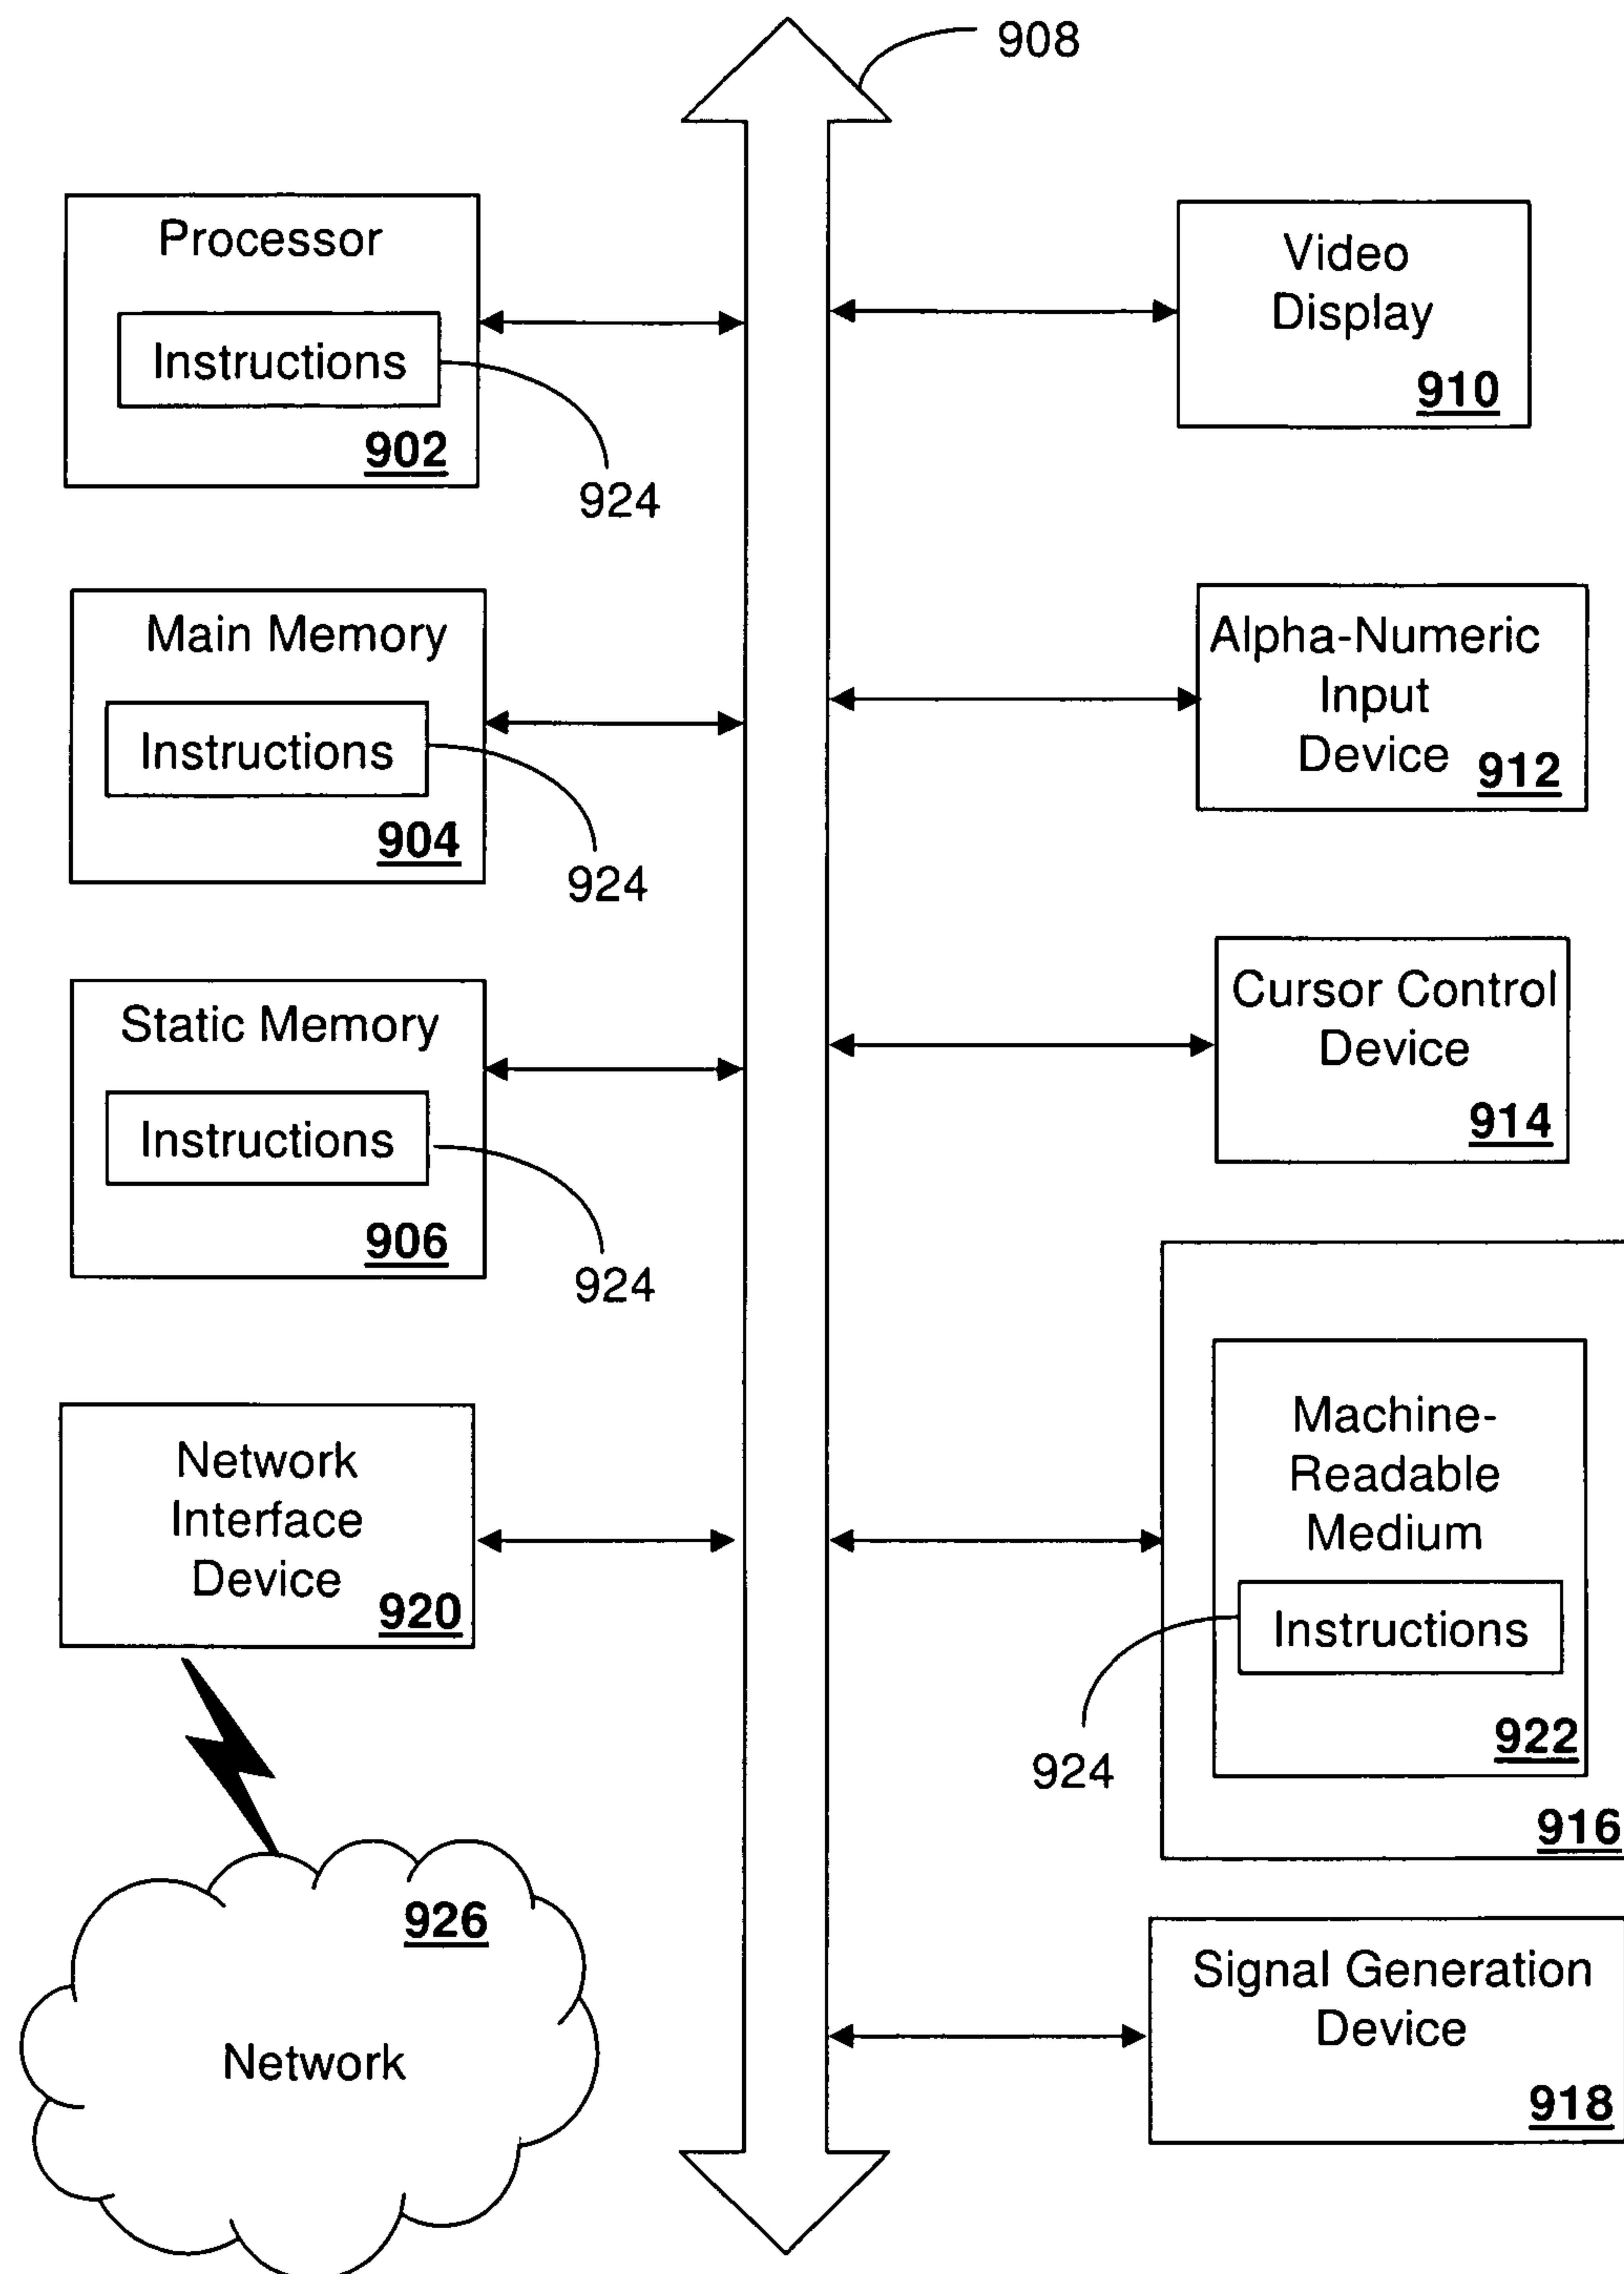 908
Processor
Instructions
902
924
Main Memory
Instructions
904
924
Static Memory
Instructions
906
924
Network
Interface
Device
920
926
Network
Video
Display
910
Alpha-Numeric
Input
Device
912
Cursor Control
Device
914
Machine-
Readable
Medium
Instructions
922
924
916
Signal Generation
Device
918